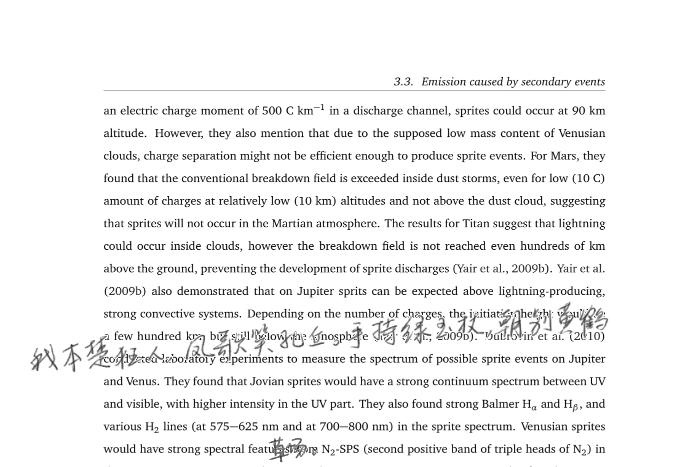 3.3. Emission caused by secondary events
an electric charge moment of 500 C km⁻¹ in a discharge channel, sprites could occur at 90 km
altitude. However, they also mention that due to the supposed low mass content of Venusian
clouds, charge separation might not be efficient enough to produce sprite events. For Mars, they
found that the conventional breakdown field is exceeded inside dust storms, even for low (10 C)
amount of charges at relatively low (10 km) altitudes and not above the dust cloud, suggesting
that sprites will not occur in the Martian atmosphere. The results for Titan suggest that lightning
could occur inside clouds, however the breakdown field is not reached even hundreds of km
above the ground, preventing the development of sprite discharges (Yair et al., 2009b). Yair et al.
(2009b) also demonstrated that on Jupiter sprits can be expected above lightning-producing,
strong convective systems. Depending on the number of charges, the initiation height
a few hundred km but still below the ionosphere 2009b). Dubrovin et al. (2010)
我本楚狂人 凤歌笑孔丘 手持绿玉杖 朝别黄鹤
conducted laboratory experiments to measure the spectrum of possible sprite events on Jupiter
and Venus. They found that Jovian sprites would have a strong continuum spectrum between UV
and visible, with higher intensity in the UV part. They also found strong Balmer Hα and Hβ, and
various H₂ lines (at 575−625 nm and at 700−800 nm) in the sprite spectrum. Venusian sprites
would have strong spectral features N₂-SPS (second positive band of triple heads of N₂) in